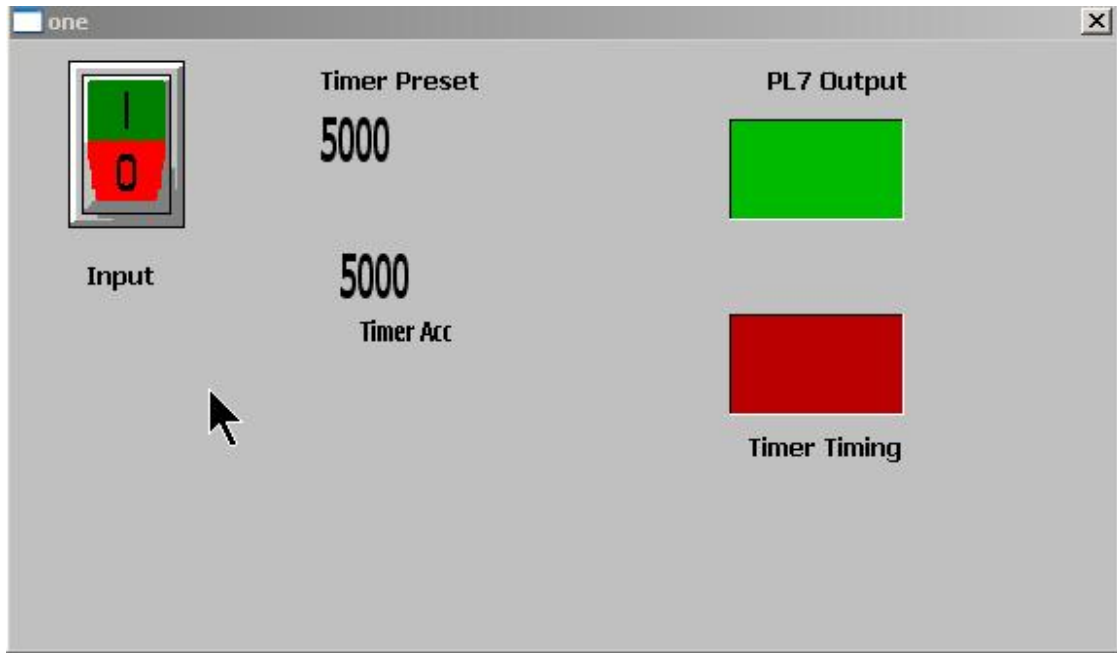 one
Timer Preset
PL7 Output
5000
I
0
Input
5000
Timer Acc
Timer Timing